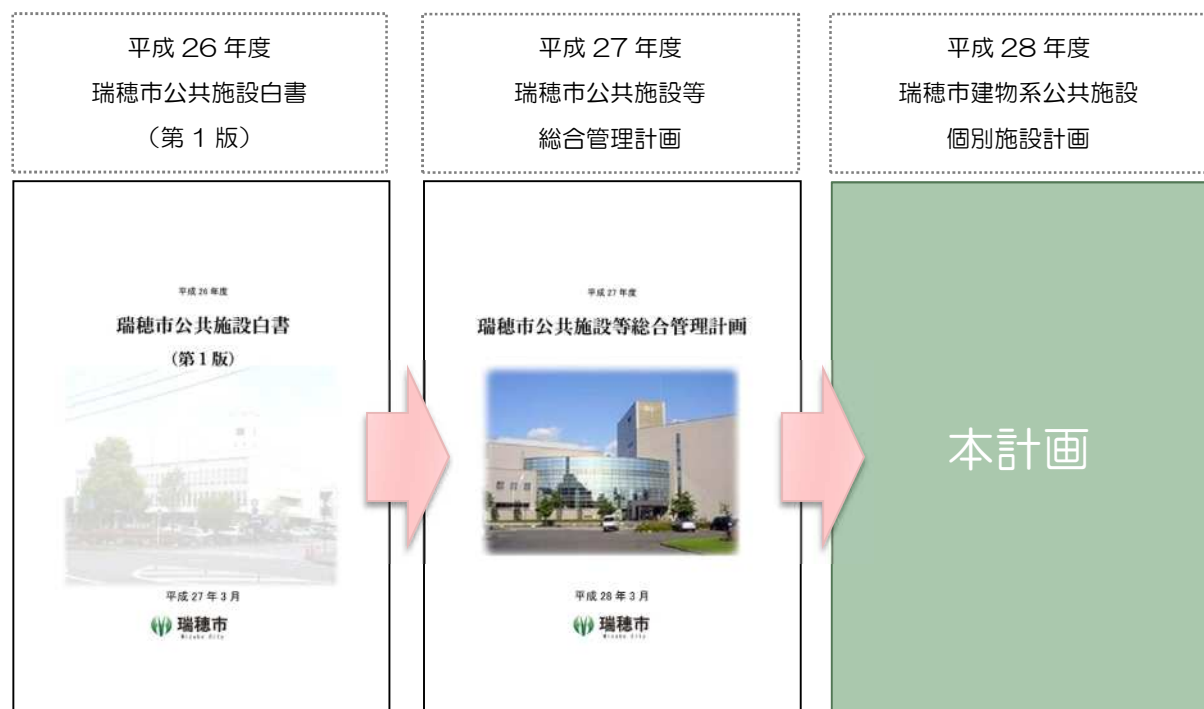 平成 26 年度
瑞穂市公共施設白書
（第 1 版）
平成 27 年度
瑞穂市公共施設等
総合管理計画
平成 28 年度
瑞穂市建物系公共施設
個別施設計画
平成 26 年度
瑞穂市公共施設白書
（第 1 版）
平成 27 年 3 月
瑞穂市
Mizuho City
平成 27 年度
瑞穂市公共施設等総合管理計画
平成 28 年 3 月
瑞穂市
Mizuho City
本計画